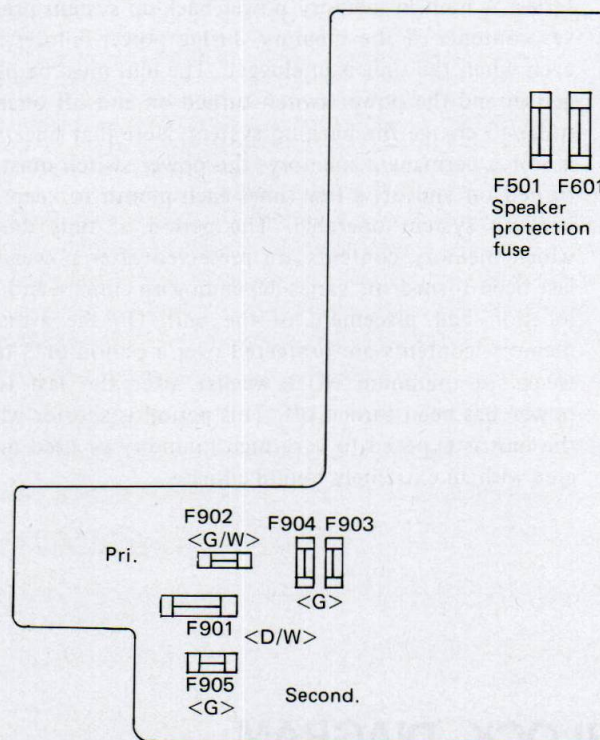 F501 F601
Speaker
protection
fuse
F902
<G/W>
F904 F903
Pri.
<G>
F901
<D/W>
F905
<G>
Second.